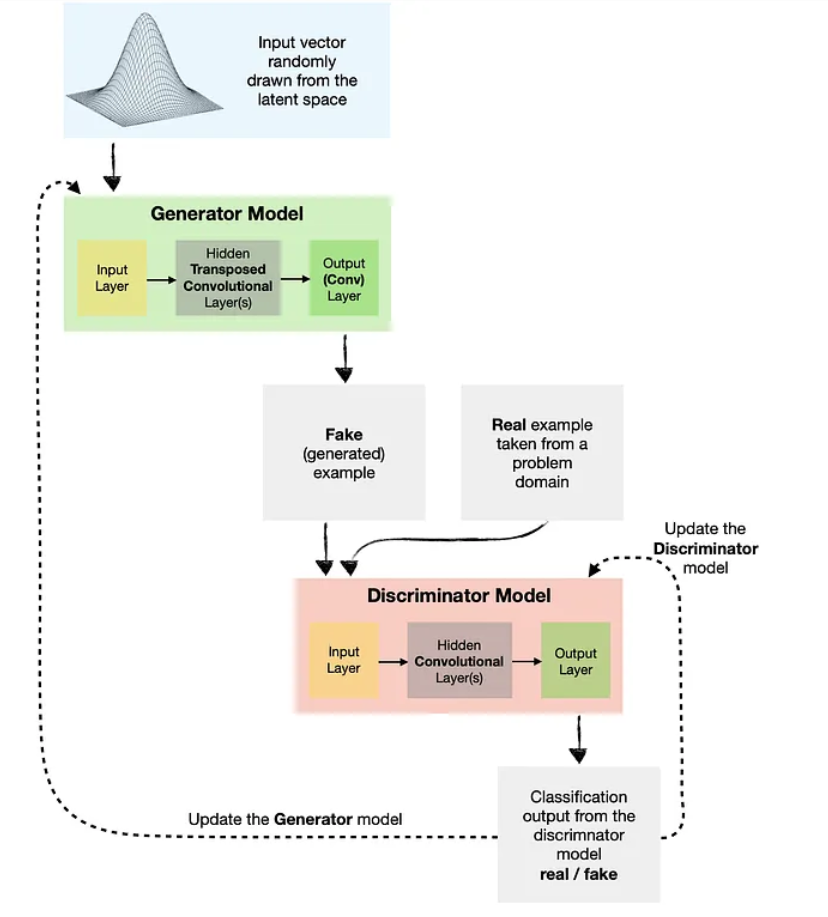 Input vector
randomly
drawn from the
latent space
Generator Model
Input
Layer
Hidden
Transposed
Convolutional
Layer(s)
Output
(Conv)
Layer
Fake
(generated)
example
Real example
taken from a
problem
domain
Update the
Discriminator
model
Discriminator Model
Input
Layer
Hidden
Convolutional
Layer(s)
Output
Layer
Update the Generator model
Classification
output from the
discrimnator
model
real / fake